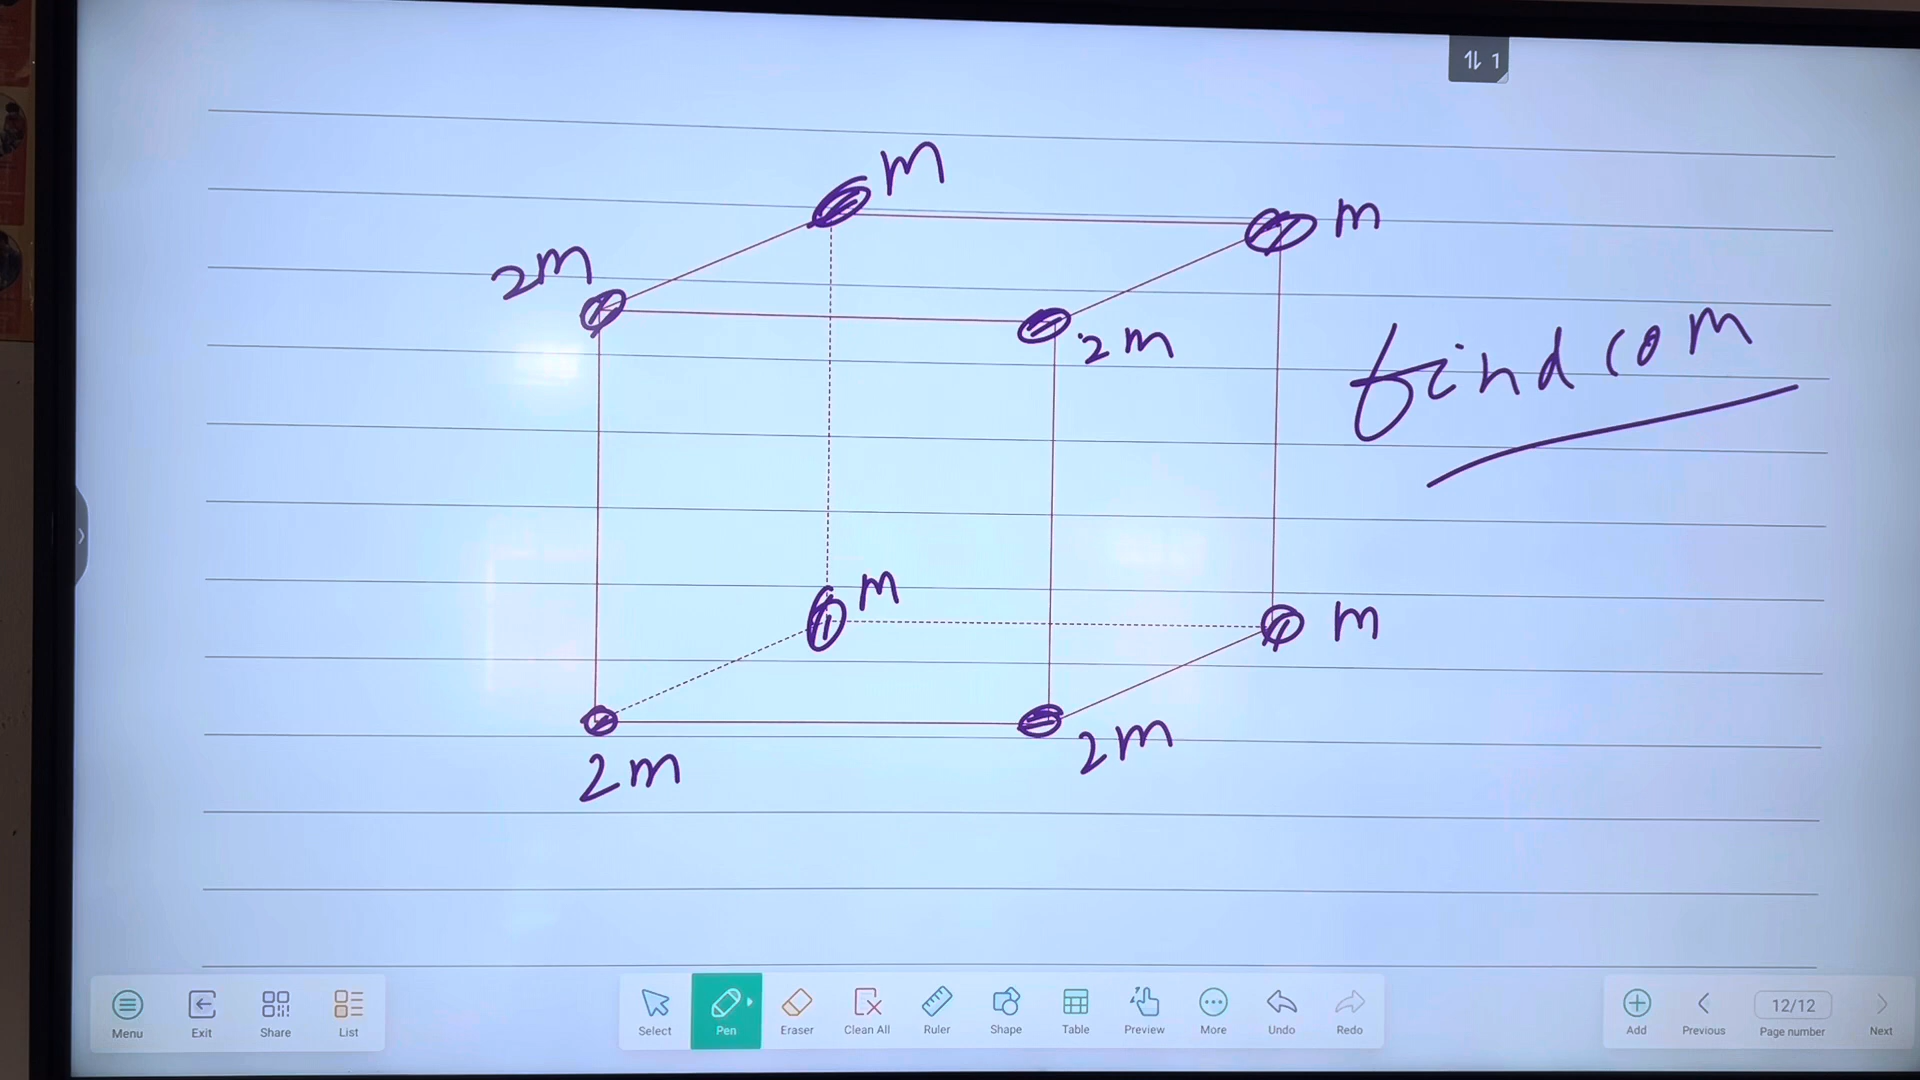 ⇅ 1
m
m
2m
2m
find com
m
m
2m
2m
Menu
Exit
Share
List
Select
Pen
Eraser
Clean All
Ruler
Shape
Table
Preview
More
Undo
Redo
Add
Previous
12/12
Page number
Next